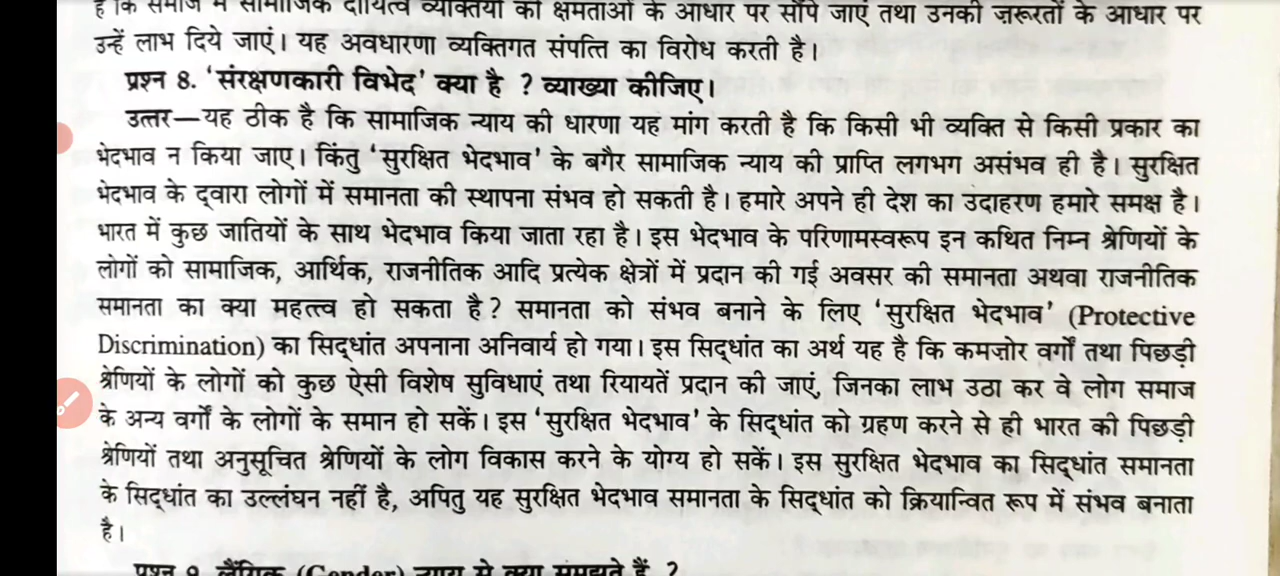 है कि समाज में सामाजिक दायित्व व्यक्तियों की क्षमताओं के आधार पर सौंपे जाएं तथा उनकी ज़रूरतों के आधार पर
उन्हें लाभ दिये जाएं। यह अवधारणा व्यक्तिगत संपत्ति का विरोध करती है।
प्रश्न 8. ‘संरक्षणकारी विभेद’ क्या है ? व्याख्या कीजिए।
उत्तर—यह ठीक है कि सामाजिक न्याय की धारणा यह मांग करती है कि किसी भी व्यक्ति से किसी प्रकार का
भेदभाव न किया जाए। किंतु ‘सुरक्षित भेदभाव’ के बगैर सामाजिक न्याय की प्राप्ति लगभग असंभव ही है। सुरक्षित
भेदभाव के द्वारा लोगों में समानता की स्थापना संभव हो सकती है। हमारे अपने ही देश का उदाहरण हमारे समक्ष है।
भारत में कुछ जातियों के साथ भेदभाव किया जाता रहा है। इस भेदभाव के परिणामस्वरूप इन कथित निम्न श्रेणियों के
लोगों को सामाजिक, आर्थिक, राजनीतिक आदि प्रत्येक क्षेत्रों में प्रदान की गई अवसर की समानता अथवा राजनीतिक
समानता का क्या महत्त्व हो सकता है? समानता को संभव बनाने के लिए ‘सुरक्षित भेदभाव’ (Protective
Discrimination) का सिद्धांत अपनाना अनिवार्य हो गया। इस सिद्धांत का अर्थ यह है कि कमज़ोर वर्गों तथा पिछड़ी
श्रेणियों के लोगों को कुछ ऐसी विशेष सुविधाएं तथा रियायतें प्रदान की जाएं, जिनका लाभ उठा कर वे लोग समाज
के अन्य वर्गों के लोगों के समान हो सकें। इस ‘सुरक्षित भेदभाव’ के सिद्धांत को ग्रहण करने से ही भारत की पिछड़ी
श्रेणियों तथा अनुसूचित श्रेणियों के लोग विकास करने के योग्य हो सकें। इस सुरक्षित भेदभाव का सिद्धांत समानता
के सिद्धांत का उल्लंघन नहीं है, अपितु यह सुरक्षित भेदभाव समानता के सिद्धांत को क्रियान्वित रूप में संभव बनाता
है।
प्रश्न 9. लैंगिक (Gender) न्याय से क्या समझते हैं ?